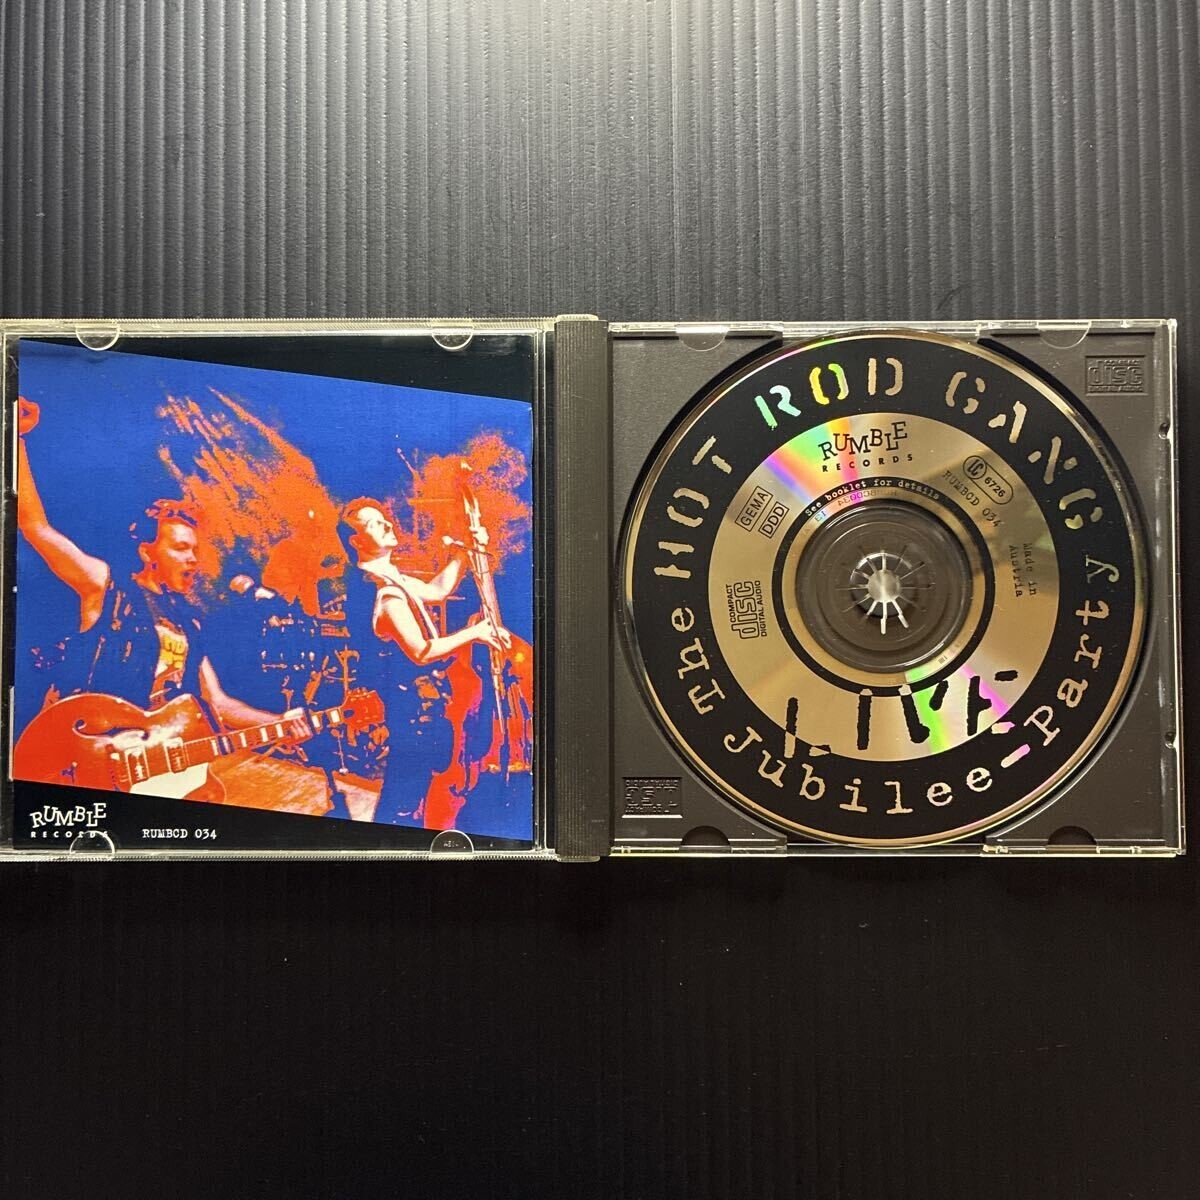 RUMBLE
RECORDS
RUMBCD 034
HOT ROD GANG
The Jubilee-Party
LIVE
RUMBLE
RECORDS
See booklet for details
LC
6726
RUMBCD 034
Made in
Austria
GEMA
DDD
COMPACT
disc
DIGITAL AUDIO
disc